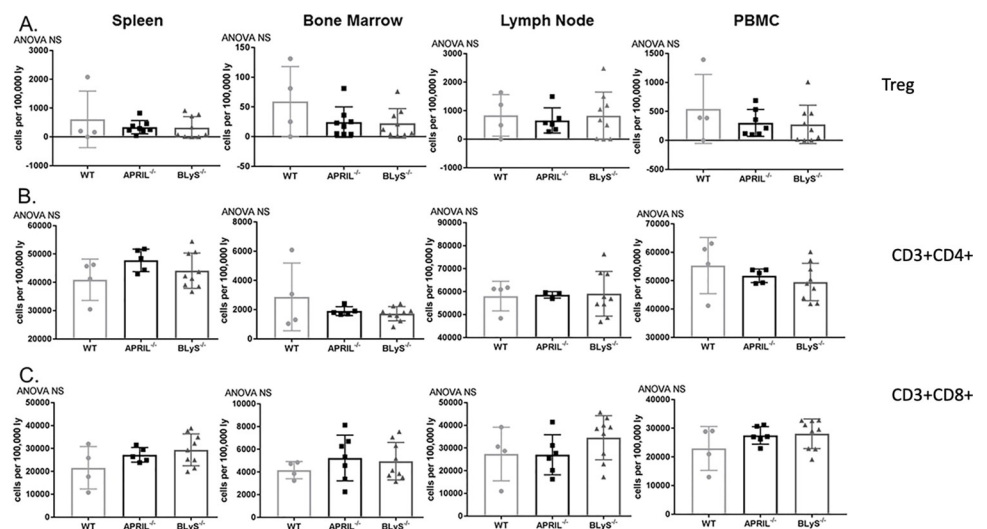 Spleen
Bone Marrow
Lymph Node
PBMC
A.
ANOVA NS
ANOVA NS
ANOVA NS
ANOVA NS
cells per 100,000 ly
3000
2000
1000
0
-1000
WT
APRIL-/-
BLyS-/-
cells per 100,000 ly
150
100
50
0
-50
WT
APRIL-/-
BLyS-/-
cells per 100,000 ly
3000
2000
1000
0
-1000
WT
APRIL-/-
BLyS-/-
cells per 100,000 ly
1500
1000
500
0
-500
WT
APRIL-/-
BLyS-/-
Treg
B.
ANOVA NS
ANOVA NS
ANOVA NS
ANOVA NS
cells per 100,000 ly
60000
50000
40000
30000
20000
WT
APRIL-/-
BLyS-/-
cells per 100,000 ly
8000
6000
4000
2000
0
WT
APRIL-/-
BLyS-/-
cells per 100,000 ly
90000
80000
70000
60000
50000
40000
WT
APRIL-/-
BLyS-/-
cells per 100,000 ly
70000
60000
50000
40000
30000
WT
APRIL-/-
BLyS-/-
CD3+CD4+
C.
ANOVA NS
ANOVA NS
ANOVA NS
ANOVA NS
cells per 100,000 ly
50000
40000
30000
20000
10000
0
WT
APRIL-/-
BLyS-/-
cells per 100,000 ly
10000
8000
6000
4000
2000
0
WT
APRIL-/-
BLyS-/-
cells per 100,000 ly
50000
40000
30000
20000
10000
0
WT
APRIL-/-
BLyS-/-
cells per 100,000 ly
40000
30000
20000
10000
0
WT
APRIL-/-
BLyS-/-
CD3+CD8+